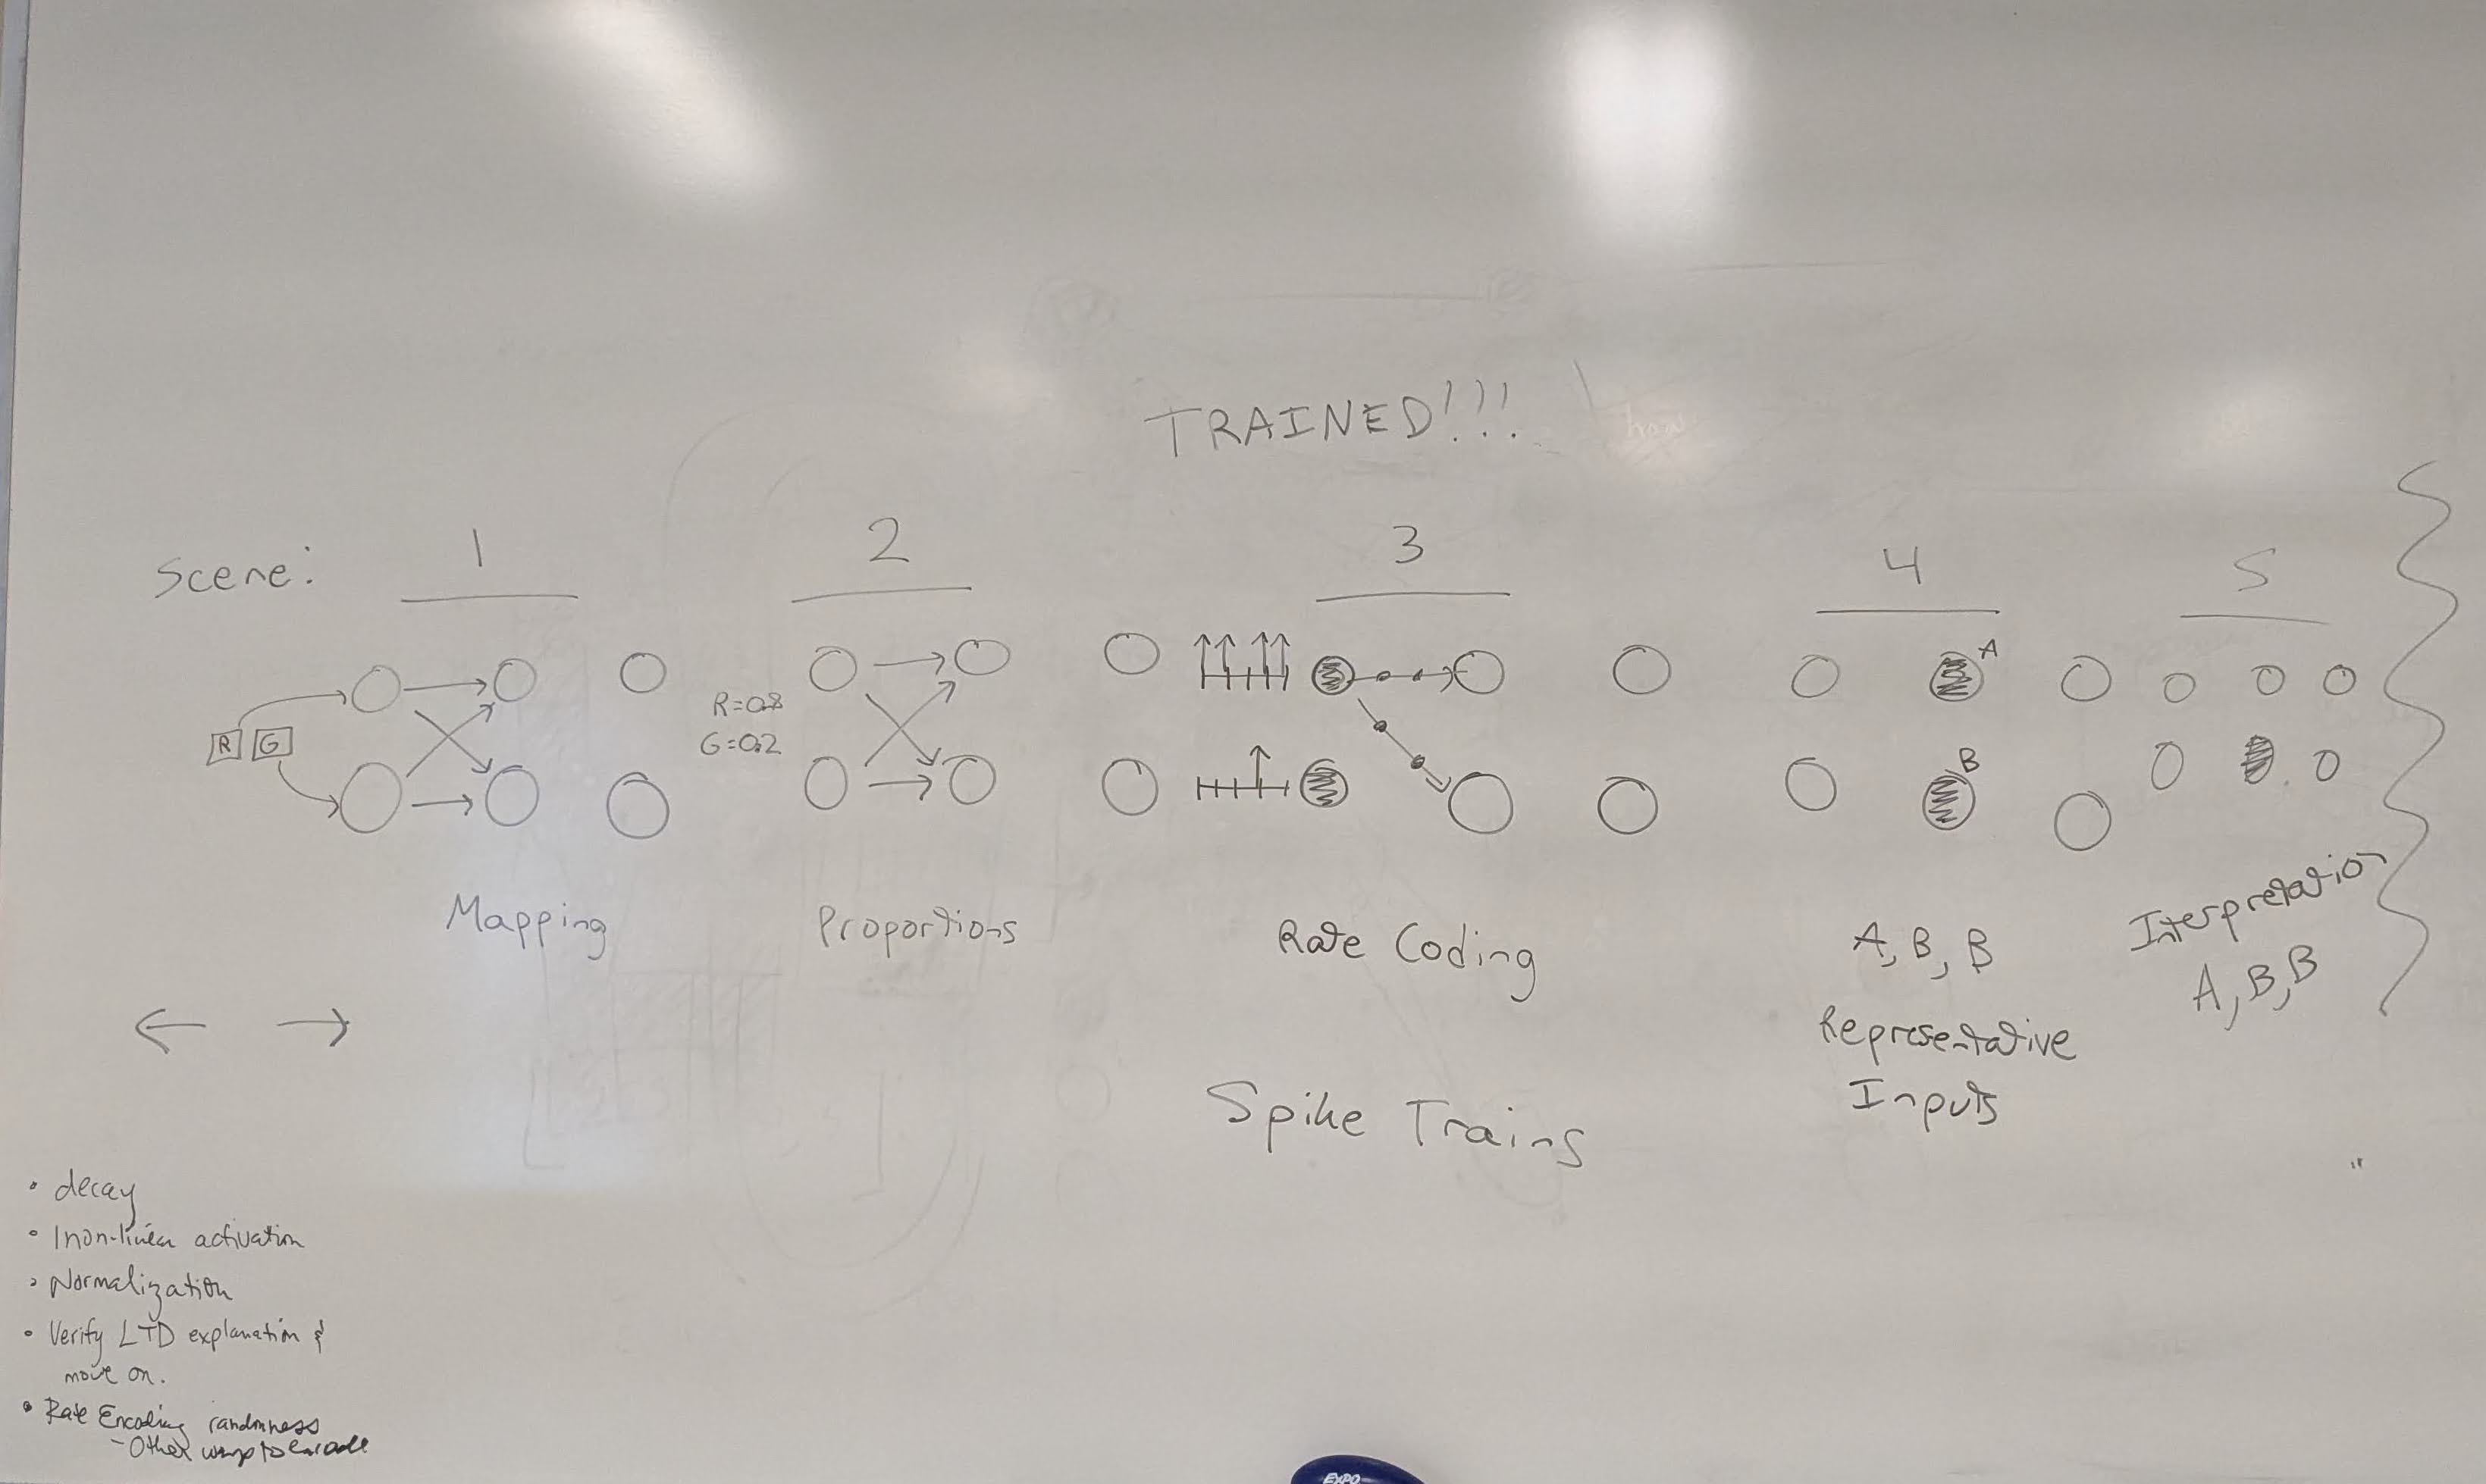 TRAINED!!!
Scene: 1 2 3 4 5
A
R G
R=0.8
G=0.2
B
Mapping
Proportions
Rate Coding
A, B, B
Interpretation
A, B, B
Representative
Inputs
Spike Trains
• decay
• Inon-linear activation
• Normalization
• Verify LTD explanation &
move on.
• Rate Encoding randomness
- Other ways to encode
EXPO